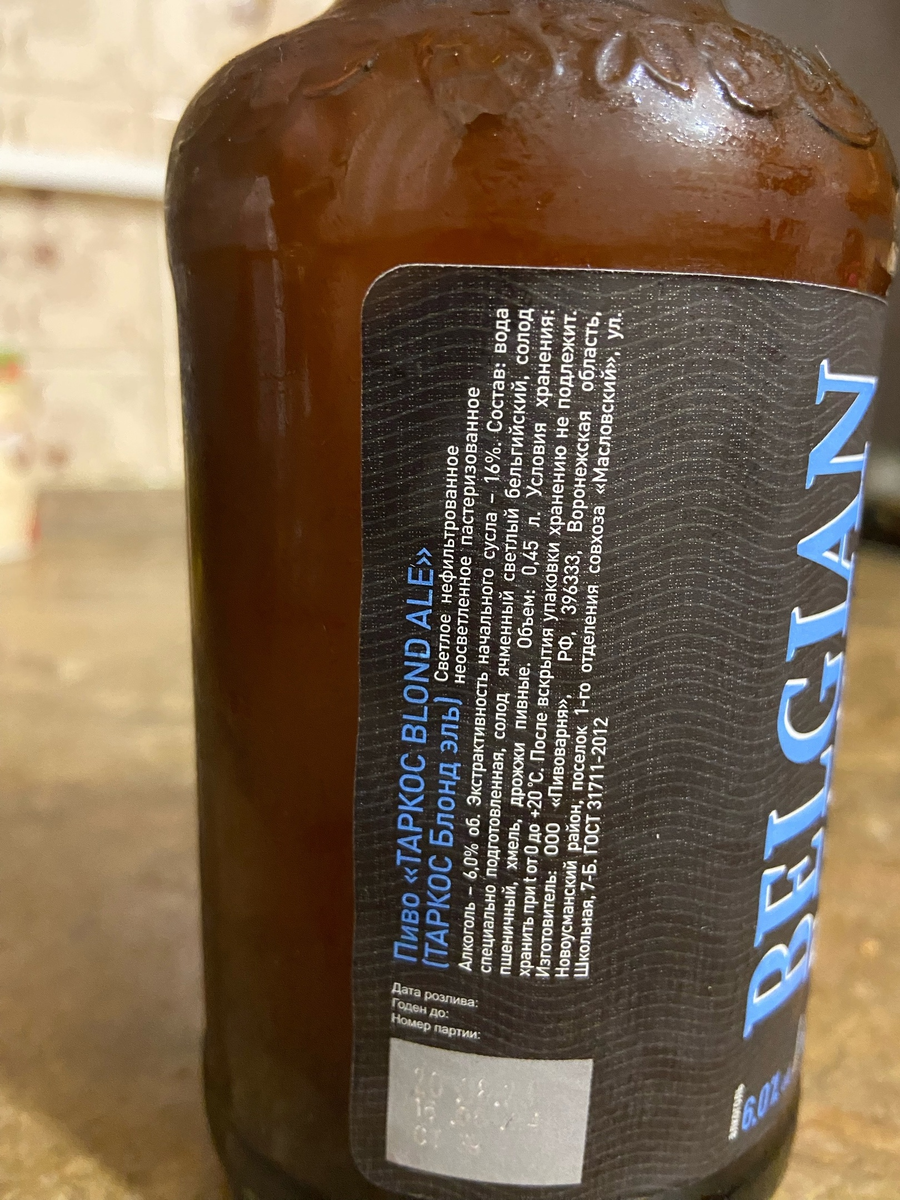 Пиво «ТАРКОС BLOND ALE»
(ТАРКОС Блонд эль) Светлое нефильтрованное
неосветленное пастеризованное
Алкоголь – 6,0% об. Экстрактивность начального сусла – 16%. Состав: вода
специально подготовленная, солод ячменный светлый бельгийский, солод
пшеничный, хмель, дрожжи пивные. Объем: 0,45 л. Условия хранения:
хранить при t от 0 до +20 °С. После вскрытия упаковки хранению не подлежит.
Изготовитель: ООО «Пивоварня», РФ, 396333, Воронежская область,
Новоусманский район, поселок 1-го отделения совхоза «Масловский», ул.
Школьная, 7-Б. ГОСТ 31711-2012
Дата розлива:
Годен до:
Номер партии:
BELGIAN
6.0%